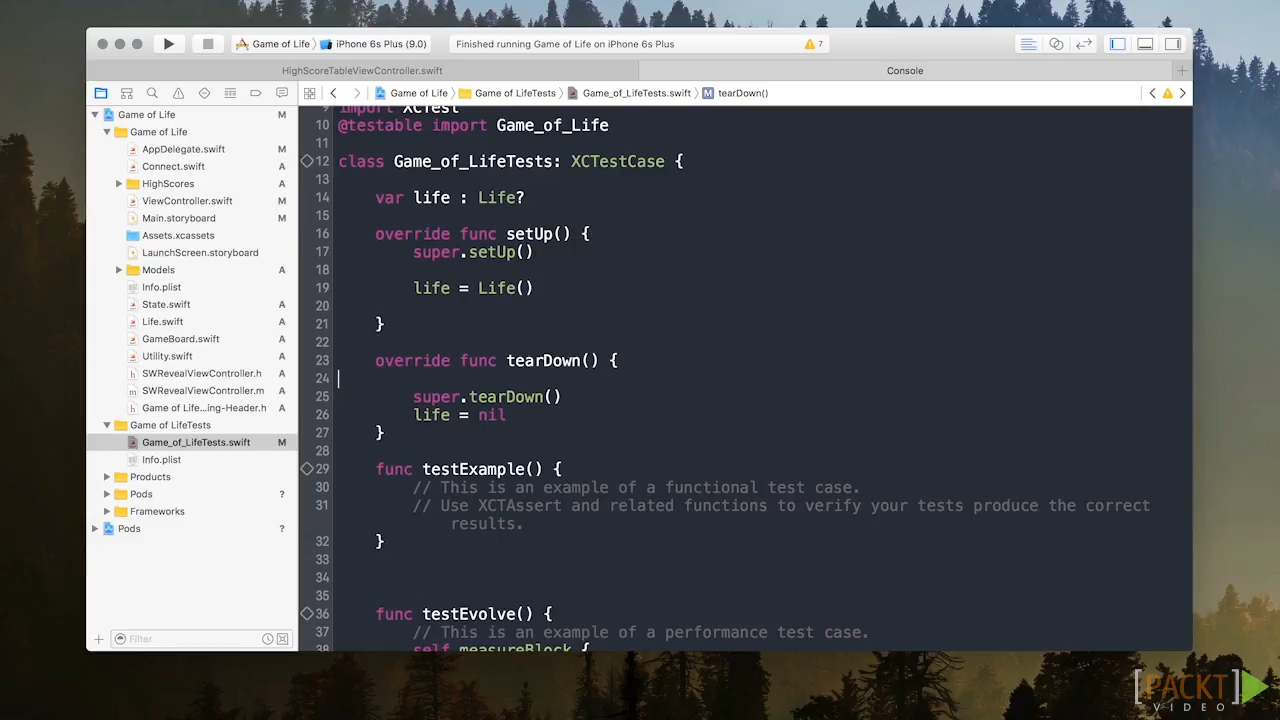 Game of Life
iPhone 6s Plus (9.0)
Finished running Game of Life on iPhone 6s Plus
7
HighScoreTableViewController.swift
Console
Game of Life
Game of LifeTests
Game_of_LifeTests.swift
M
tearDown()
Game of Life M
Game of Life
AppDelegate.swift M
Connect.swift A
HighScores A
ViewController.swift M
Main.storyboard M
Assets.xcassets
LaunchScreen.storyboard
Models A
Info.plist
State.swift A
Life.swift A
GameBoard.swift A
Utility.swift A
SWRevealViewController.h A
SWRevealViewController.m A
Game of Life...ing-Header.h A
Game of LifeTests
Game_of_LifeTests.swift M
Info.plist
Products
Pods ?
Frameworks
Pods ?
Filter
9 import XCTest
10 @testable import Game_of_Life
11
12 class Game_of_LifeTests: XCTestCase {
13
14 var life : Life?
15
16 override func setUp() {
17 super.setUp()
18
19 life = Life()
20
21 }
22
23 override func tearDown() {
24
25 super.tearDown()
26 life = nil
27 }
28
29 func testExample() {
30 // This is an example of a functional test case.
31 // Use XCTAssert and related functions to verify your tests produce the correct
results.
32 }
33
34
35
36 func testEvolve() {
37 // This is an example of a performance test case.
38 self.measureBlock {
[PACKT]
VIDEO